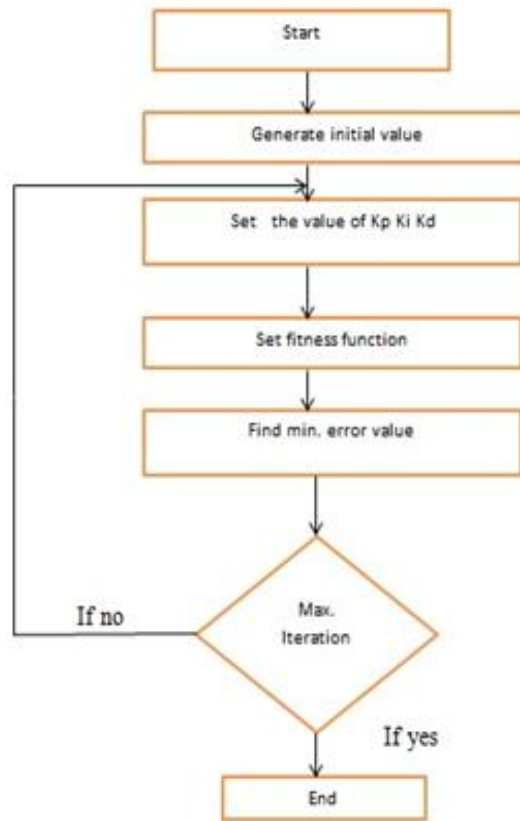 Start
Generate initial value
Set the value of Kp Ki Kd
Set fitness function
Find min. error value
Max.
Iteration
If no
If yes
End